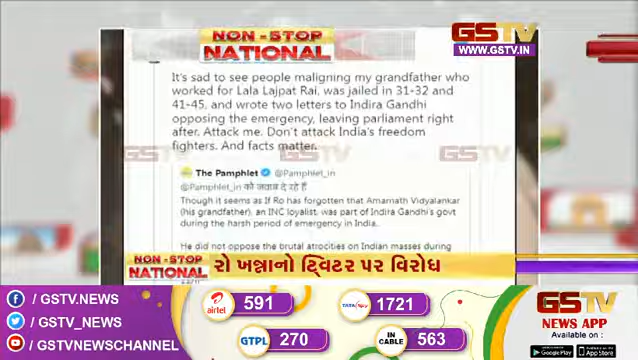 NON-STOP
NATIONAL
GSTV
WWW.GSTV.IN
It's sad to see people maligning my grandfather who
worked for Lala Lajpat Rai, was jailed in 31-32 and
41-45, and wrote two letters to Indira Gandhi
opposing the emergency, leaving parliament right
after. Attack me. Don't attack India's freedom
fighters. And facts matter.
GSTV
GSTV
GSTV
The Pamphlet @Pamphlet_in
@Pamphlet_in को जवाब दे रहे हैं
Though it seems as If Ro has forgotten that Amarnath Vidyalankar
(his grandfather), an INC loyalist, was part of Indira Gandhi's govt
during the harsh period of emergency in India.
He did not oppose the brutal atrocities on Indian masses during
NON-STOP
NATIONAL
રો ખન્નાનો ટ્વિટર પર વિરોધ
/ GSTV.NEWS
/ GSTV_NEWS
/ GSTVNEWSCHANNEL
airtel
591
TATA sky
1721
GTPL
270
IN CABLE
563
GSTV
NEWS APP
Available on :
Google Play
App Store